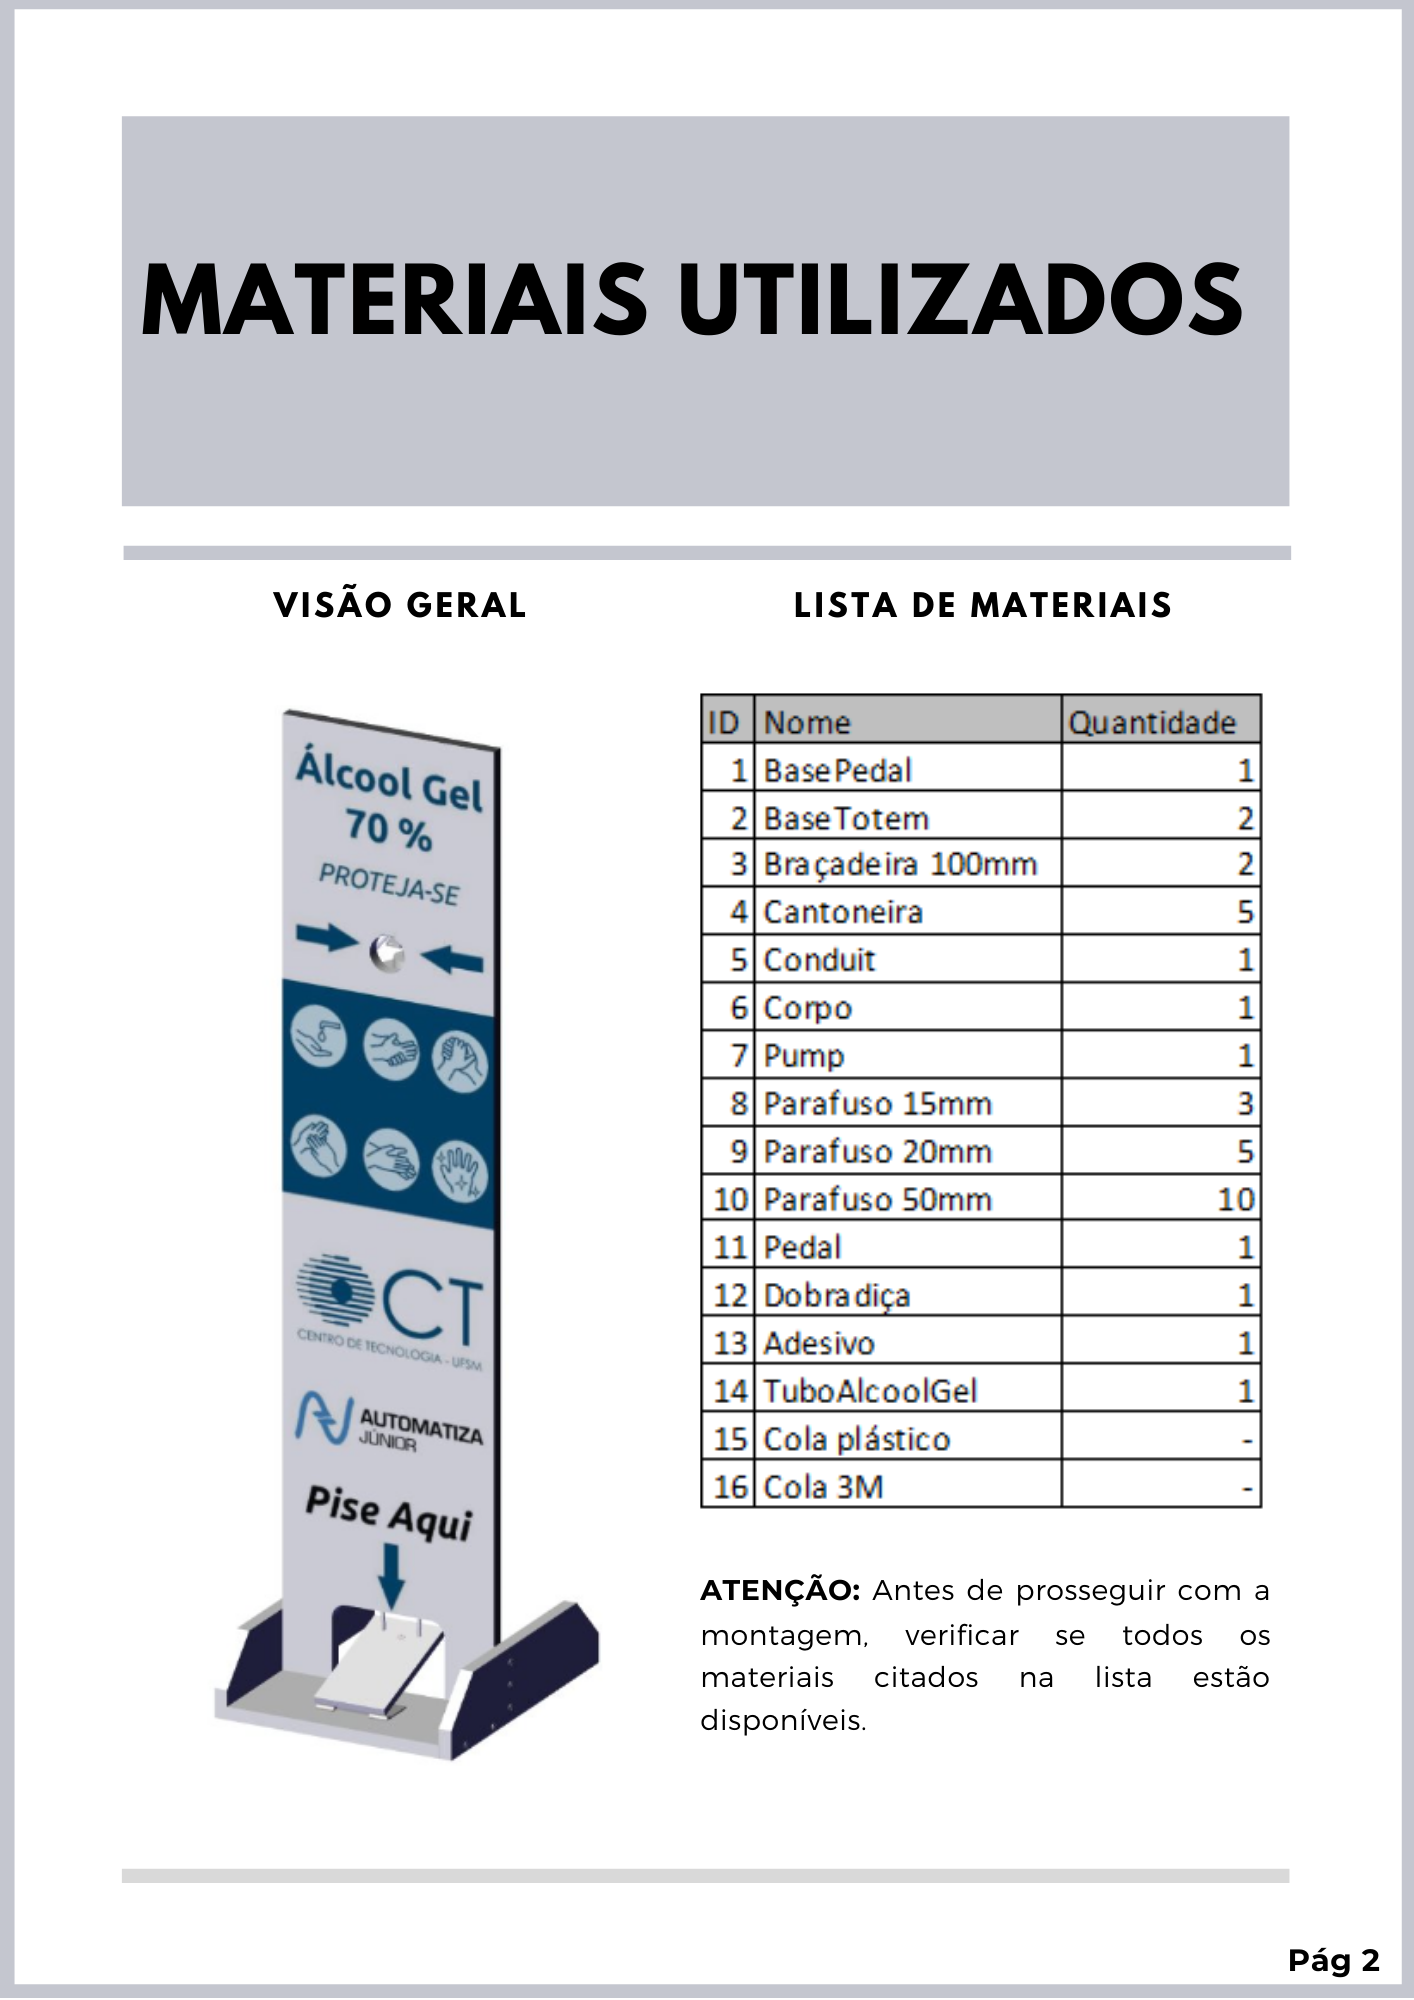 MATERIAIS UTILIZADOS
VISÃO GERAL
Álcool Gel
70 %
PROTEJA-SE
CT
CENTRO DE TECNOLOGIA - UFSM
AUTOMATIZA
JÚNIOR
Pise Aqui
LISTA DE MATERIAIS
ID Nome Quantidade
1 BasePedal 1
2 BaseTotem 2
3 Braçadeira 100mm 2
4 Cantoneira 5
5 Conduit 1
6 Corpo 1
7 Pump 1
8 Parafuso 15mm 3
9 Parafuso 20mm 5
10 Parafuso 50mm 10
11 Pedal 1
12 Dobradiça 1
13 Adesivo 1
14 TuboAlcoolGel 1
15 Cola plástico -
16 Cola 3M -
ATENÇÃO: Antes de prosseguir com a
montagem, verificar se todos os
materiais citados na lista estão
disponíveis.
Pág 2